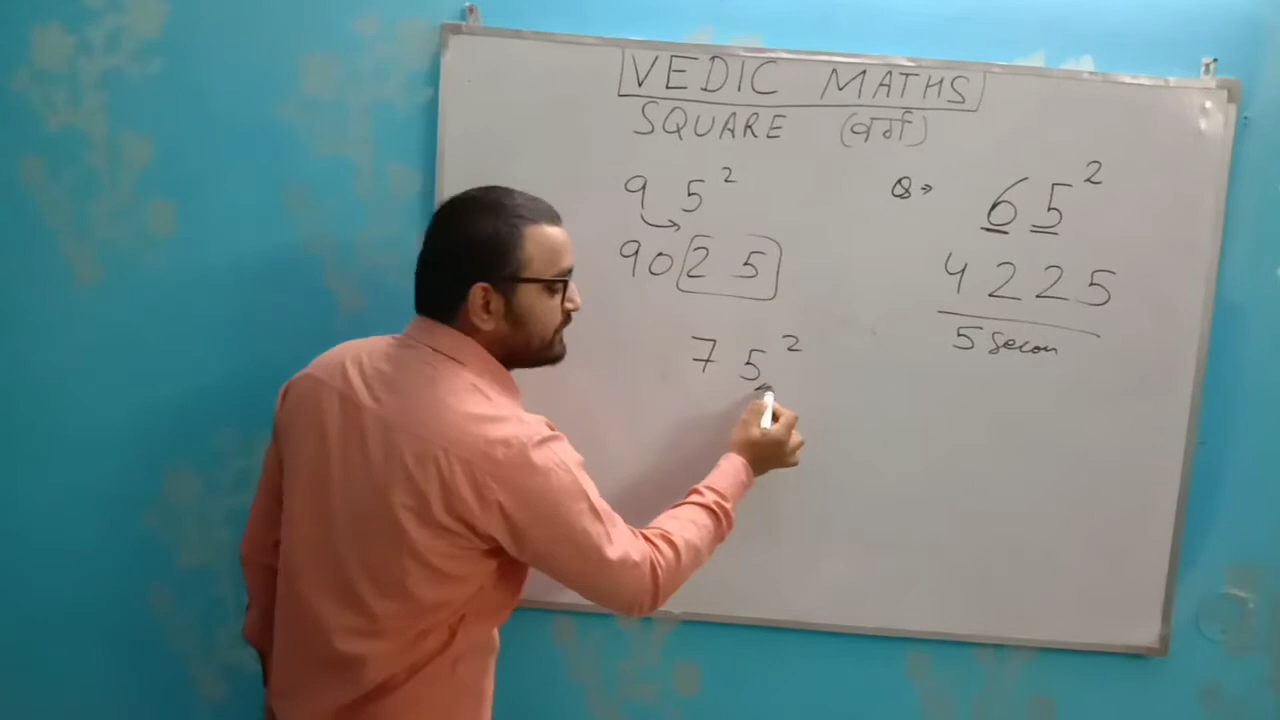 VEDIC MATHS
SQUARE (वर्ग)
95²
9025
75²
Q→ 65²
4225
5 Secon